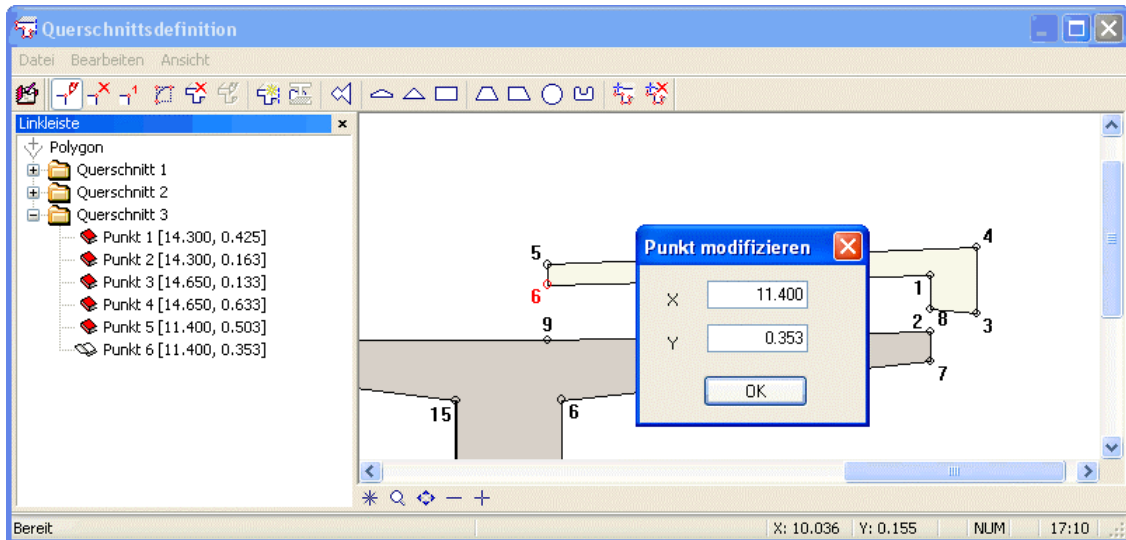 Querschnittsdefinition
Datei Bearbeiten Ansicht
Linkleiste
Polygon
Querschnitt 1
Querschnitt 2
Querschnitt 3
Punkt 1 [14.300, 0.425]
Punkt 2 [14.300, 0.163]
Punkt 3 [14.650, 0.133]
Punkt 4 [14.650, 0.633]
Punkt 5 [11.400, 0.503]
Punkt 6 [11.400, 0.353]
5
6
9
15
6
4
1
2
8
3
7
Punkt modifizieren
X 11.400
Y 0.353
OK
Bereit
X: 10.036 Y: 0.155 NUM 17:10